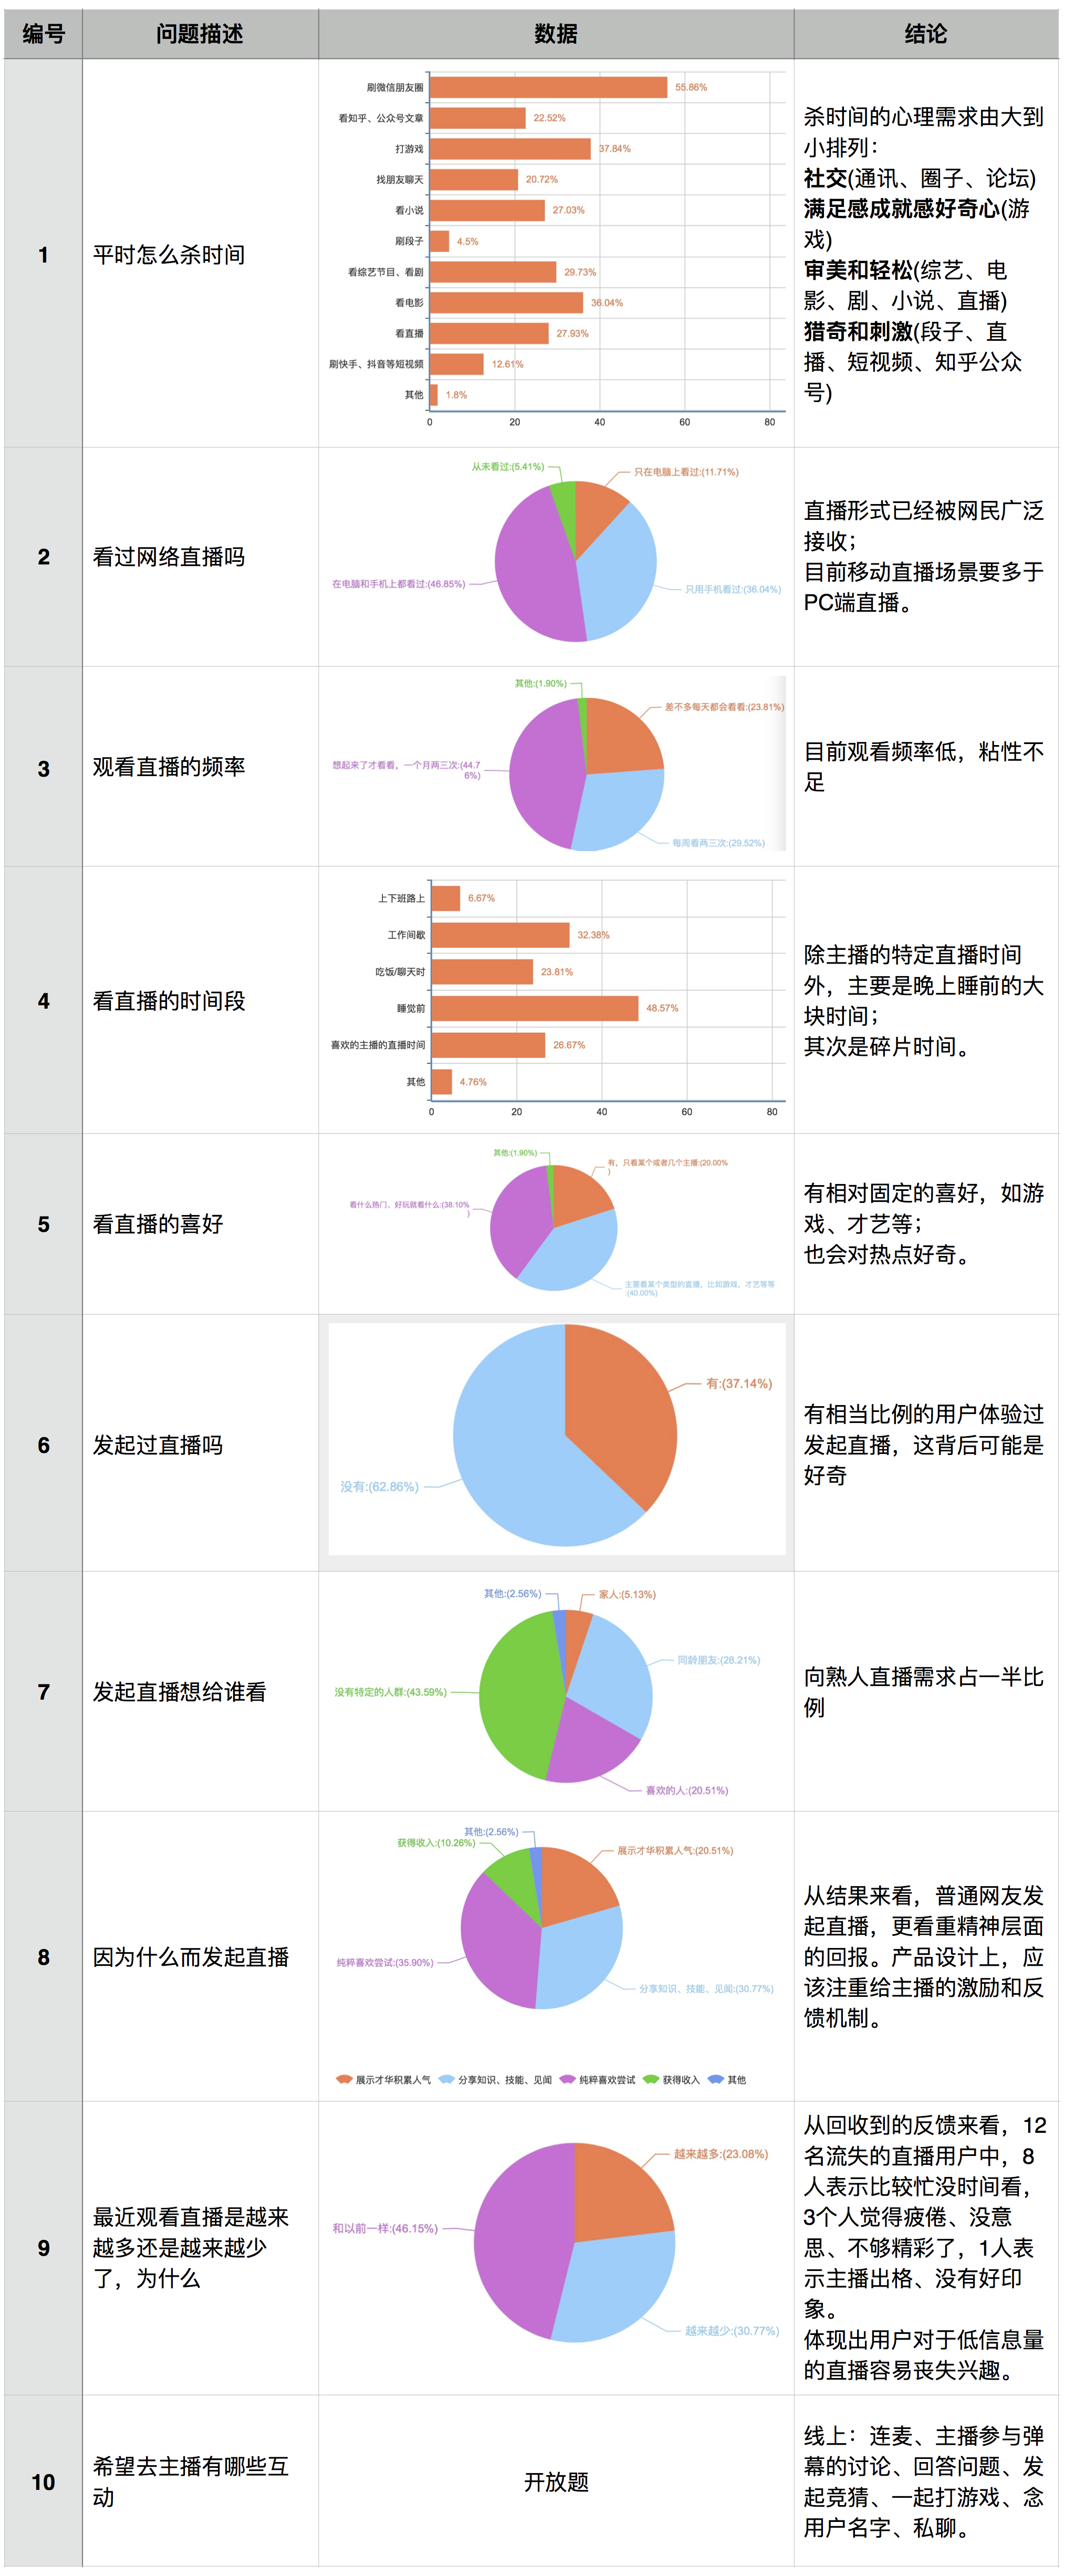 编号 问题描述 数据 结论
1
平时怎么杀时间
刷微信朋友圈 55.86%
看知乎、公众号文章 22.52%
打游戏 37.84%
找朋友聊天 20.72%
看小说 27.03%
刷段子 4.5%
看综艺节目、看剧 29.73%
看电影 36.04%
看直播 27.93%
刷快手、抖音等短视频 12.61%
其他 1.8%
0 20 40 60 80
杀时间的心理需求由大到
小排列：
社交(通讯、圈子、论坛)
满足感成就感好奇心(游
戏)
审美和轻松(综艺、电
影、剧、小说、直播)
猎奇和刺激(段子、直
播、短视频、知乎公众
号)
2
看过网络直播吗
从未看过:(5.41%)
只在电脑上看过:(11.71%)
在电脑和手机上都看过:(46.85%)
只用手机看过:(36.04%)
直播形式已经被网民广泛
接收；
目前移动直播场景要多于
PC端直播。
3
观看直播的频率
其他:(1.90%)
差不多每天都会看看:(23.81%)
想起来了才看看，一个月两三次:(44.7
6%)
每周看两三次:(29.52%)
目前观看频率低，粘性不
足
4
看直播的时间段
上下班路上 6.67%
工作间歇 32.38%
吃饭/聊天时 23.81%
睡觉前 48.57%
喜欢的主播的直播时间 26.67%
其他 4.76%
0 20 40 60 80
除主播的特定直播时间
外，主要是晚上睡前的大
块时间；
其次是碎片时间。
5
看直播的喜好
其他:(1.90%)
有，只看某个或者几个主播:(20.00%
)
看什么热门、好玩就看什么:(38.10%
)
主要看某个类型的直播，比如游戏，才艺等等
:(40.00%)
有相对固定的喜好，如游
戏、才艺等；
也会对热点好奇。
6
发起过直播吗
有:(37.14%)
没有:(62.86%)
有相当比例的用户体验过
发起直播，这背后可能是
好奇
7
发起直播想给谁看
其他:(2.56%)
家人:(5.13%)
同龄朋友:(28.21%)
没有特定的人群:(43.59%)
喜欢的人:(20.51%)
向熟人直播需求占一半比
例
8
因为什么而发起直播
其他:(2.56%)
获得收入:(10.26%)
展示才华积累人气:(20.51%)
纯粹喜欢尝试:(35.90%)
分享知识、技能、见闻:(30.77%)
展示才华积累人气 分享知识、技能、见闻 纯粹喜欢尝试 获得收入 其他
从结果来看，普通网友发
起直播，更看重精神层面
的回报。产品设计上，应
该注重给主播的激励和反
馈机制。
9
最近观看直播是越来
越多还是越来越少
了，为什么
越来越多:(23.08%)
和以前一样:(46.15%)
越来越少:(30.77%)
从回收到的反馈来看，12
名流失的直播用户中，8
人表示比较忙没时间看，
3个人觉得疲倦、没意
思、不够精彩了，1人表
示主播出格、没有好印
象。
体现出用户对于低信息量
的直播容易丧失兴趣。
10
希望去主播有哪些互
动
开放题
线上：连麦、主播参与弹
幕的讨论、回答问题、发
起竞猜、一起打游戏、念
用户名字、私聊。